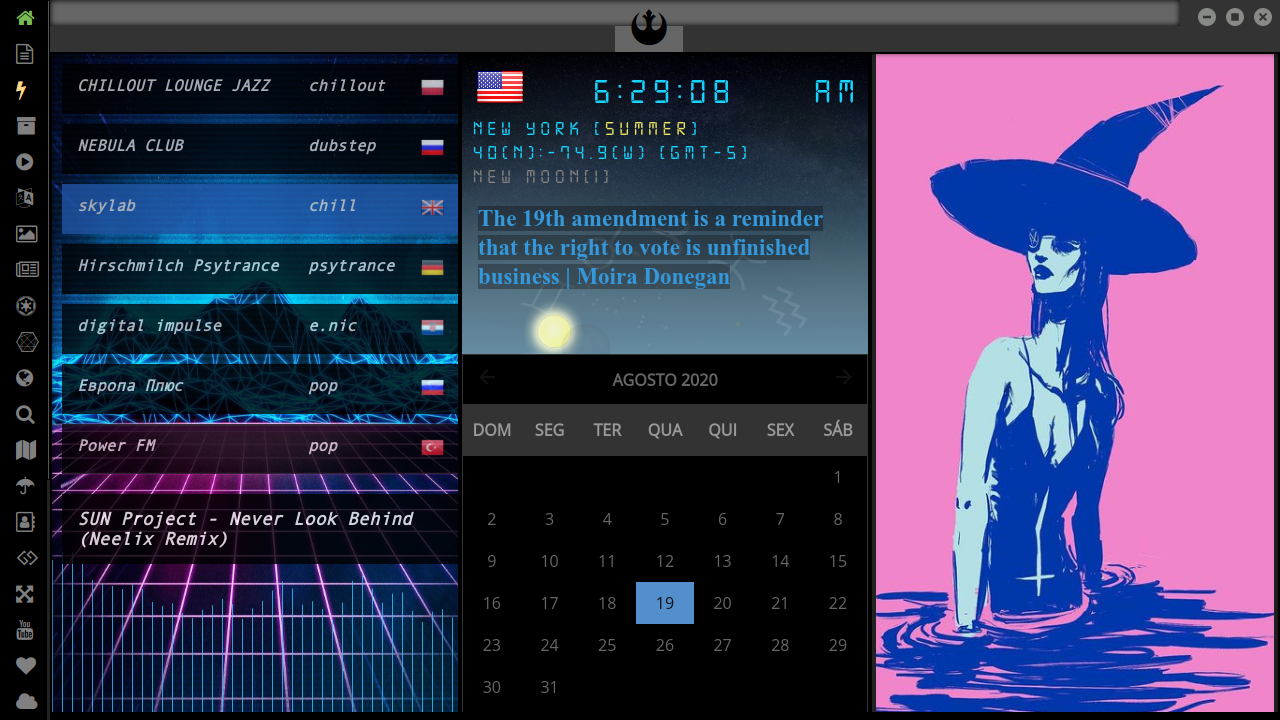 CHILLOUT LOUNGE JAZZ chillout
NEBULA CLUB dubstep
skylab chill
Hirschmilch Psytrance psytrance
digital impulse e.nic
Европа Плюс pop
Power FM pop
SUN Project - Never Look Behind
(Neelix Remix)
6:29:08 AM
NEW YORK (SUMMER)
40(N):-74.9(W) (GMT-5)
NEW MOON(1)
The 19th amendment is a reminder
that the right to vote is unfinished
business | Moira Donegan
AGOSTO 2020
DOM SEG TER QUA QUI SEX SÁB
1
2 3 4 5 6 7 8
9 10 11 12 13 14 15
16 17 18 19 20 21 22
23 24 25 26 27 28 29
30 31
You
Tube